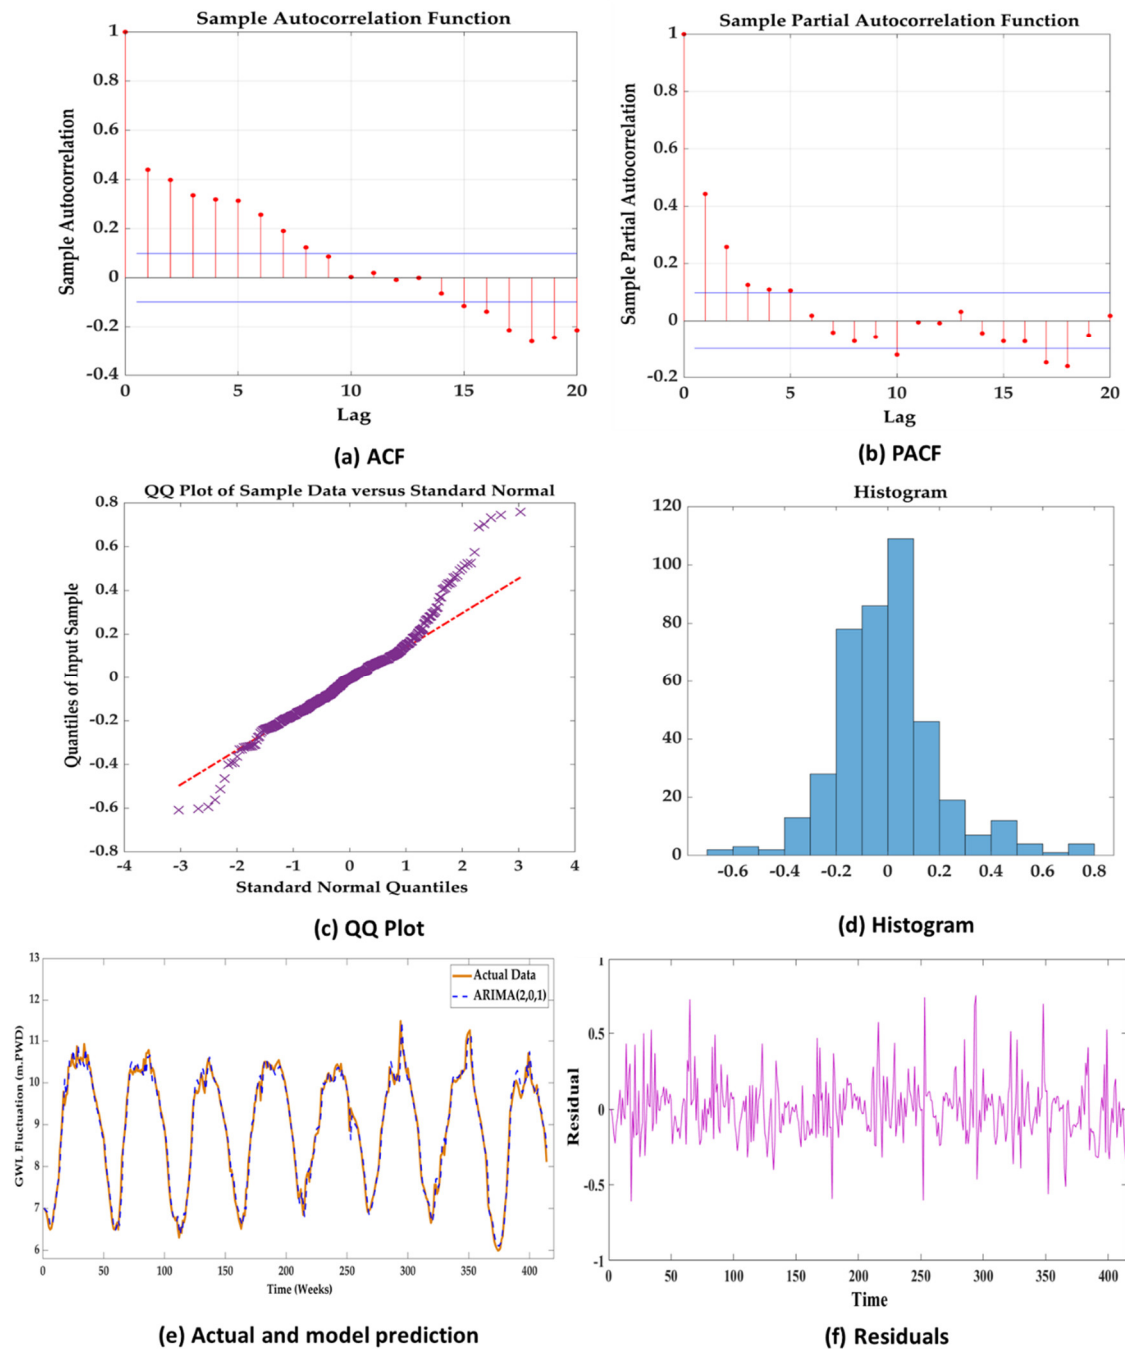 Sample Autocorrelation Function
1
0.8
0.6
0.4
0.2
0
-0.2
-0.4
Sample Autocorrelation
0 5 10 15 20
Lag
(a) ACF
Sample Partial Autocorrelation Function
1
0.8
0.6
0.4
0.2
0
-0.2
Sample Partial Autocorrelation
0 5 10 15 20
Lag
(b) PACF
QQ Plot of Sample Data versus Standard Normal
0.8
0.6
0.4
0.2
0
-0.2
-0.4
-0.6
-0.8
Quantiles of Input Sample
-4 -3 -2 -1 0 1 2 3 4
Standard Normal Quantiles
(c) QQ Plot
Histogram
120
100
80
60
40
20
0
-0.6 -0.4 -0.2 0 0.2 0.4 0.6 0.8
(d) Histogram
13
12
11
10
9
8
7
6
GWL Fluctuation (m.PWD)
Actual Data
ARIMA(2,0,1)
0 50 100 150 200 250 300 350 400
Time (Weeks)
(e) Actual and model prediction
1
0.5
0
-0.5
-1
Residual
0 50 100 150 200 250 300 350 400
Time
(f) Residuals